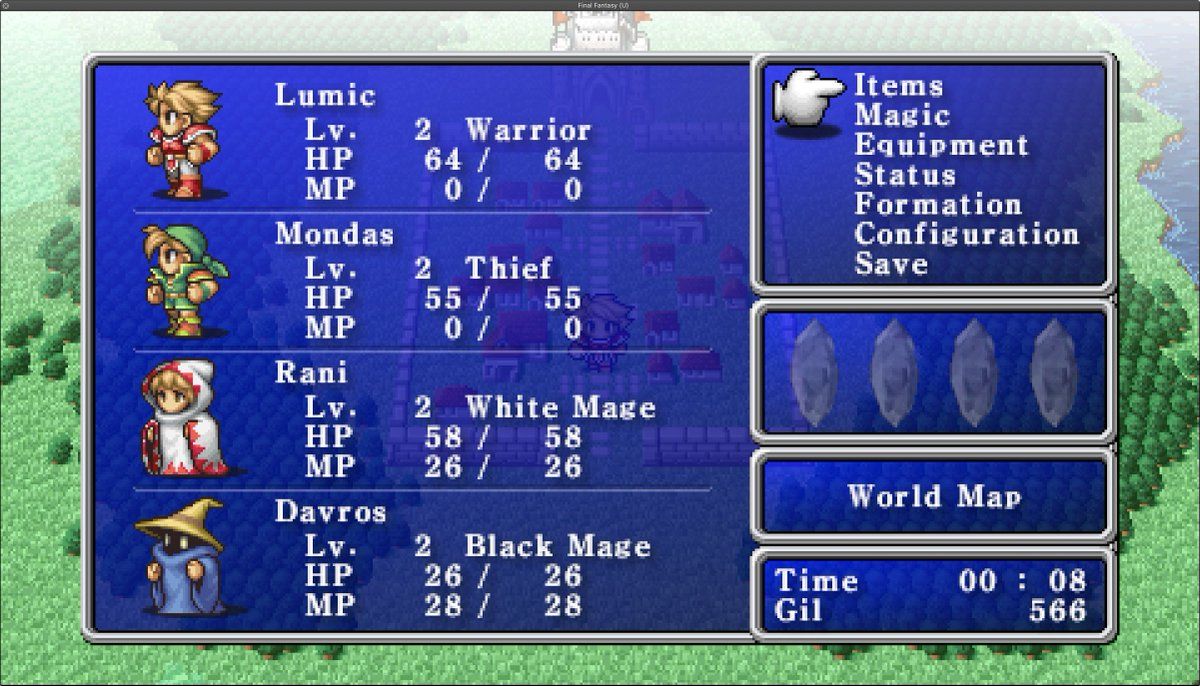 Final Fantasy (U)
Lumic
Lv. 2 Warrior
HP 64 / 64
MP 0 / 0
Mondas
Lv. 2 Thief
HP 55 / 55
MP 0 / 0
Rani
Lv. 2 White Mage
HP 58 / 58
MP 26 / 26
Davros
Lv. 2 Black Mage
HP 26 / 26
MP 28 / 28
Items
Magic
Equipment
Status
Formation
Configuration
Save
World Map
Time 00 : 08
Gil 566